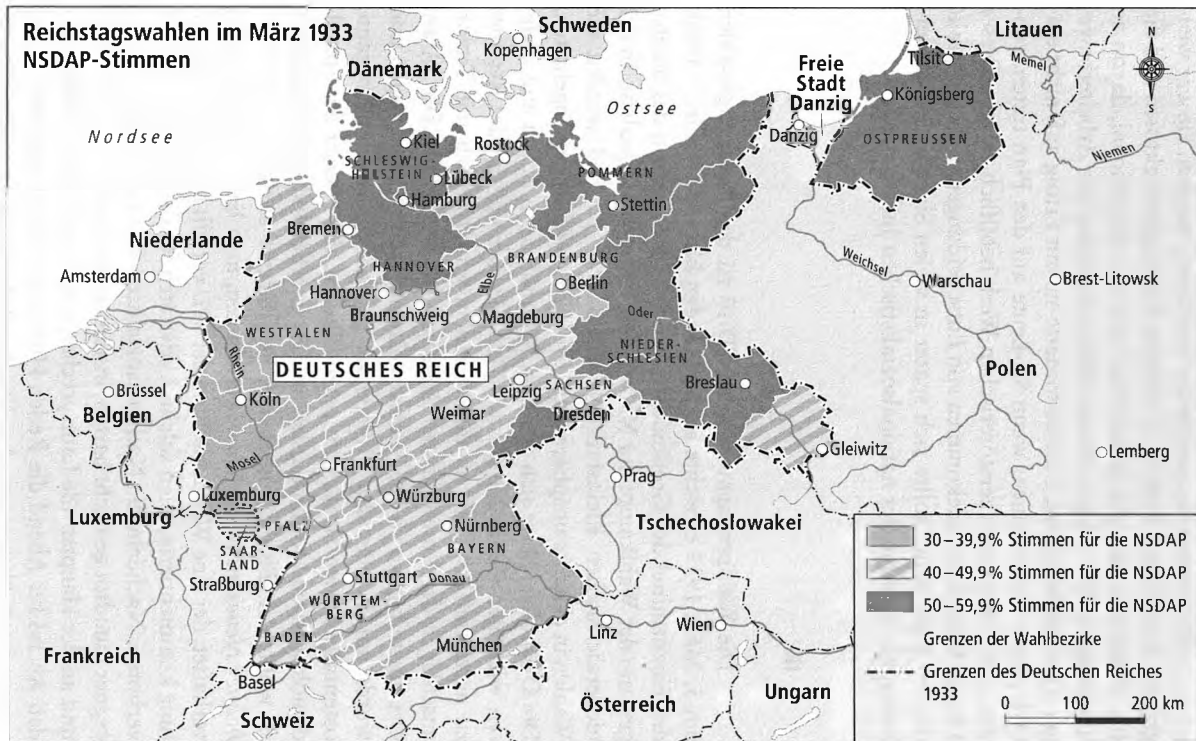 Reichstagswahlen im März 1933
NSDAP-Stimmen
Schweden
Kopenhagen
Dänemark
Litauen
Tilsit
Memel
N
S
Freie
Stadt
Danzig
Königsberg
Nordsee
Ostsee
Danzig
OSTPREUSSEN
Njemen
Kiel
Rostock
SCHLESWIG-
HOLSTEIN
Lübeck
POMMERN
Hamburg
Stettin
Niederlande
Bremen
Amsterdam
HANNOVER
BRANDENBURG
Weichsel
Warschau
Brest-Litowsk
Hannover
Elbe
Berlin
Braunschweig
Magdeburg
Oder
WESTFALEN
NIEDER-
SCHLESIEN
Rhein
DEUTSCHES REICH
Polen
Brüssel
Belgien
Köln
Leipzig
SACHSEN
Breslau
Weimar
Dresden
Mosel
Frankfurt
Gleiwitz
Lemberg
Prag
Luxemburg
Würzburg
Luxemburg
PFALZ
Nürnberg
Tschechoslowakei
BAYERN
SAAR-
LAND
Straßburg
Stuttgart
Donau
WÜRTTEM-
BERG
BADEN
München
Linz
Wien
Frankreich
Basel
Schweiz
Österreich
Ungarn
30–39,9% Stimmen für die NSDAP
40–49,9% Stimmen für die NSDAP
50–59,9% Stimmen für die NSDAP
Grenzen der Wahlbezirke
Grenzen des Deutschen Reiches
1933
0 100 200 km